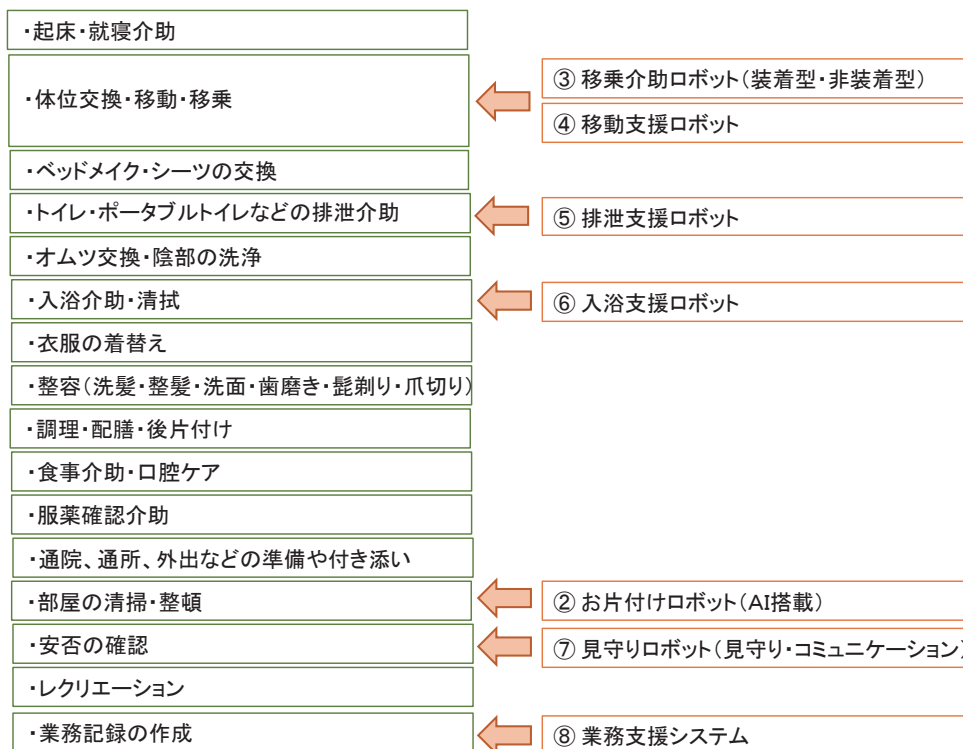 ・起床・就寝介助
・体位交換・移動・移乗
③ 移乗介助ロボット（装着型・非装着型）
④ 移動支援ロボット
・ベッドメイク・シーツの交換
・トイレ・ポータブルトイレなどの排泄介助
⑤ 排泄支援ロボット
・オムツ交換・陰部の洗浄
・入浴介助・清拭
⑥ 入浴支援ロボット
・衣服の着替え
・整容（洗髪・整髪・洗面・歯磨き・髭剃り・爪切り）
・調理・配膳・後片付け
・食事介助・口腔ケア
・服薬確認介助
・通院、通所、外出などの準備や付き添い
・部屋の清掃・整頓
② お片付けロボット（AI搭載）
・安否の確認
⑦ 見守りロボット（見守り・コミュニケーション）
・レクリエーション
・業務記録の作成
⑧ 業務支援システム